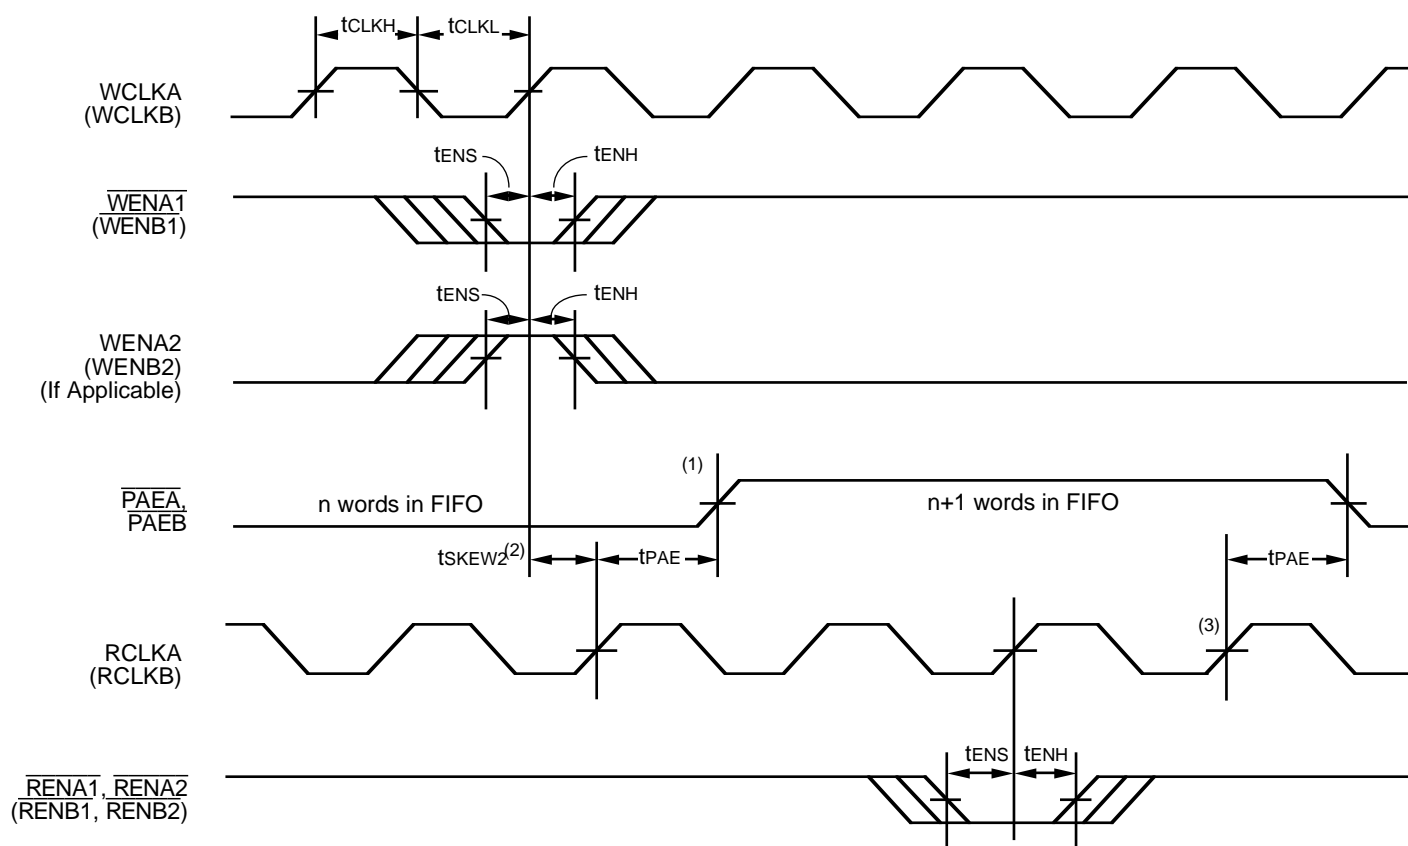 tCLKH
tCLKL
WCLKA
(WCLKB)
tENS
tENH
WENA1
(WENB1)
tENS
tENH
WENA2
(WENB2)
(If Applicable)
(1)
PAEA,
PAEB
n words in FIFO
n+1 words in FIFO
tSKEW2(2)
tPAE
tPAE
(3)
RCLKA
(RCLKB)
tENS
tENH
RENA1, RENA2
(RENB1, RENB2)